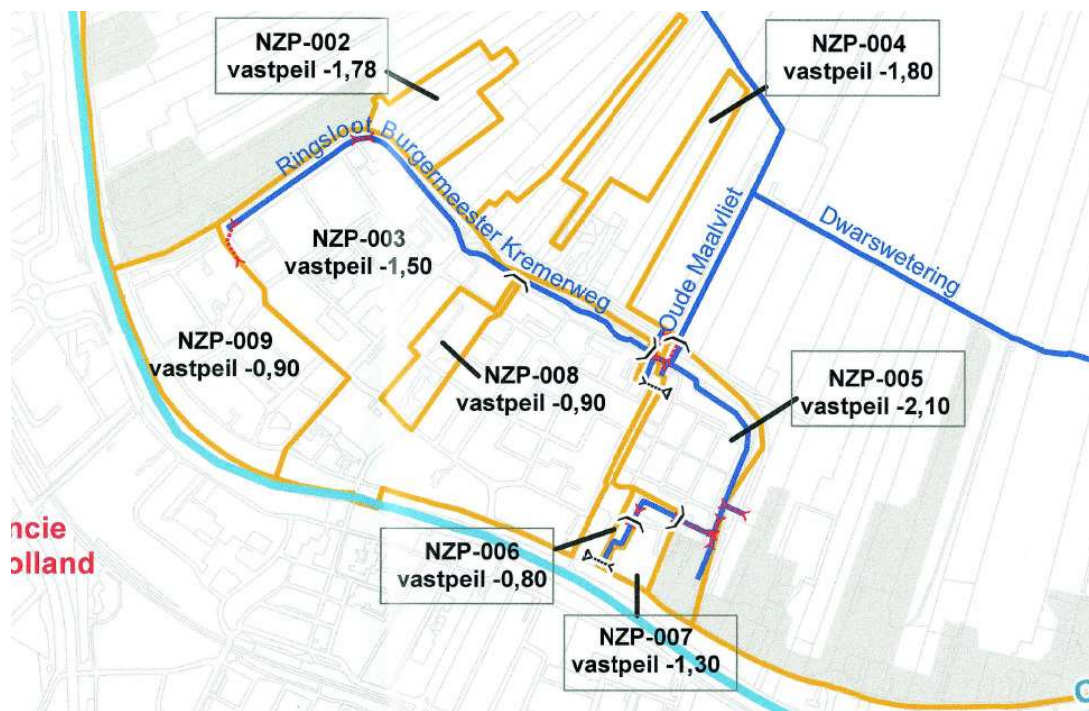 NZP-002
vastpeil -1,78
NZP-004
vastpeil -1,80
Ringsloot Burgermeester Kremerweg
Oude Maalvliet
Dwarswetering
NZP-003
vastpeil -1,50
NZP-009
vastpeil -0,90
NZP-008
vastpeil -0,90
NZP-005
vastpeil -2,10
ncie
olland
NZP-006
vastpeil -0,80
NZP-007
vastpeil -1,30